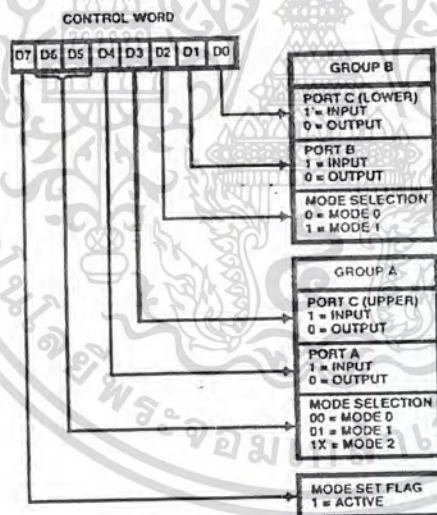 CONTROL WORD
D7 D6 D5 D4 D3 D2 D1 D0
GROUP B
PORT C (LOWER)
1 = INPUT
0 = OUTPUT
PORT B
1 = INPUT
0 = OUTPUT
MODE SELECTION
0 = MODE 0
1 = MODE 1
GROUP A
PORT C (UPPER)
1 = INPUT
0 = OUTPUT
PORT A
1 = INPUT
0 = OUTPUT
MODE SELECTION
00 = MODE 0
01 = MODE 1
1X = MODE 2
MODE SET FLAG
1 = ACTIVE